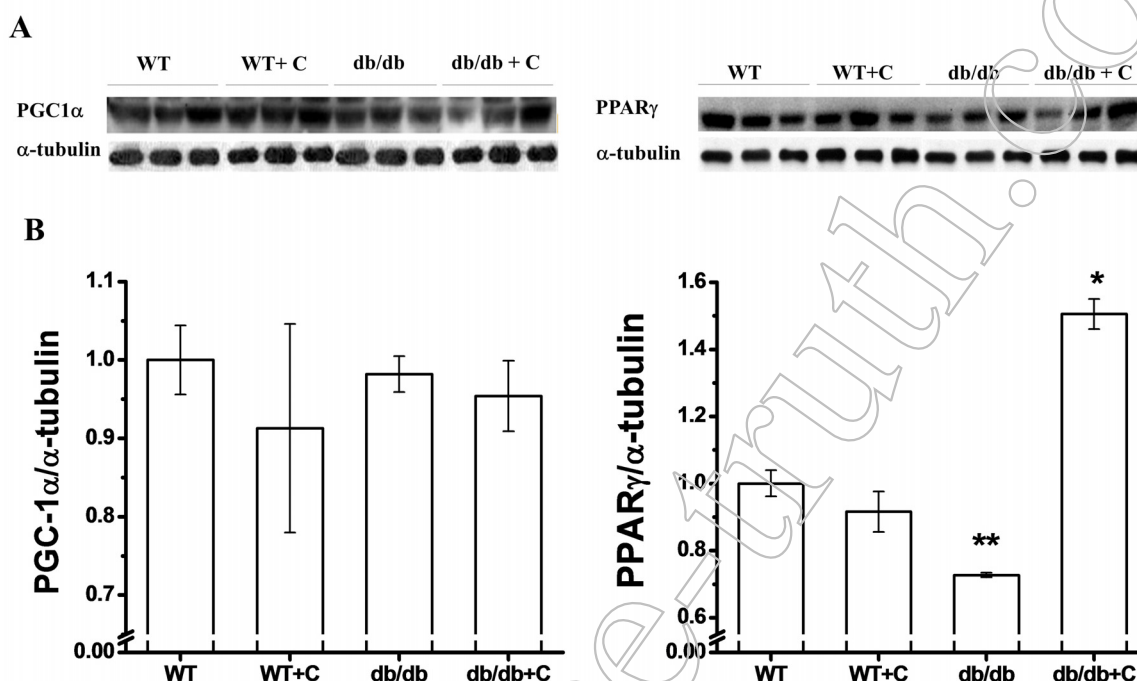 A
WT WT+ C db/db db/db + C
PGC1α
α-tubulin
WT WT+C db/db db/db + C
PPARγ
α-tubulin
B
PGC-1α/α-tubulin
1.1
1.0
0.9
0.8
0.7
0.00
WT WT+C db/db db/db+C
PPARγ/α-tubulin
1.6
1.4
1.2
1.0
0.8
0.6
0.00
*
**
WT WT+C db/db db/db+C
e-truth.co